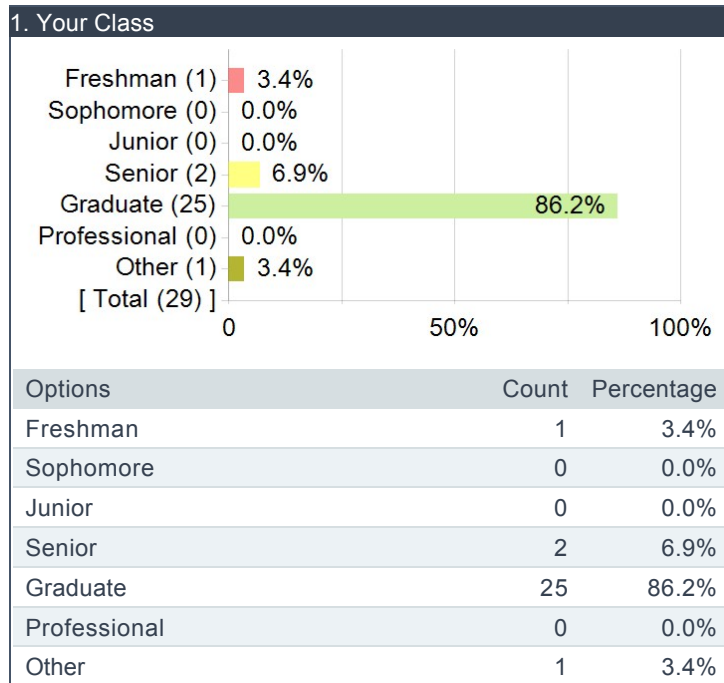 1. Your Class
Freshman (1) 3.4%
Sophomore (0) 0.0%
Junior (0) 0.0%
Senior (2) 6.9%
Graduate (25) 86.2%
Professional (0) 0.0%
Other (1) 3.4%
[ Total (29) ]
0 50% 100%
Options Count Percentage
Freshman 1 3.4%
Sophomore 0 0.0%
Junior 0 0.0%
Senior 2 6.9%
Graduate 25 86.2%
Professional 0 0.0%
Other 1 3.4%